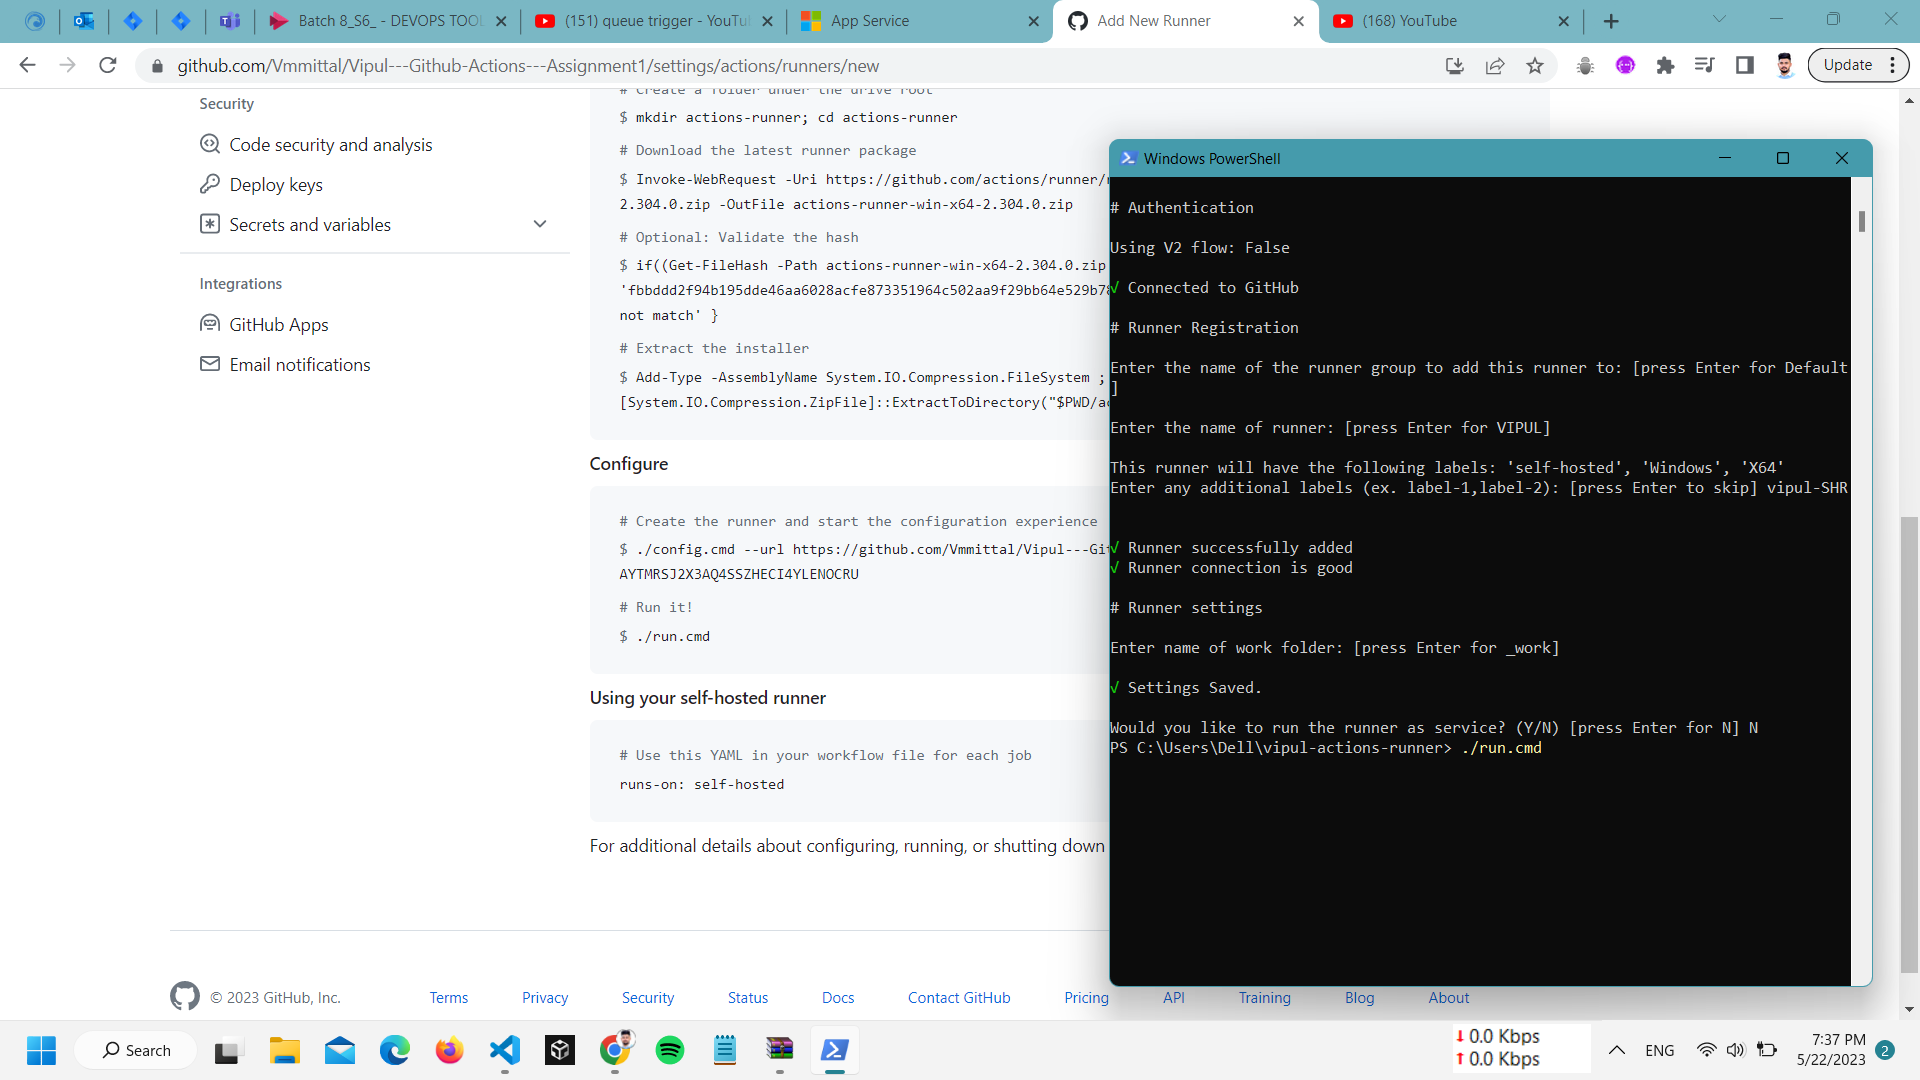 Batch 8_S6_ - DEVOPS TOOL
(151) queue trigger - YouTu
App Service
Add New Runner
(168) YouTube
github.com/Vmmittal/Vipul---Github-Actions---Assignment1/settings/actions/runners/new
Update
Security
Code security and analysis
Deploy keys
Secrets and variables
Integrations
GitHub Apps
Email notifications
# Create a folder under the drive root
$ mkdir actions-runner; cd actions-runner
# Download the latest runner package
$ Invoke-WebRequest -Uri https://github.com/actions/runner/
2.304.0.zip -OutFile actions-runner-win-x64-2.304.0.zip
# Optional: Validate the hash
$ if((Get-FileHash -Path actions-runner-win-x64-2.304.0.zip
'fbbddd2f94b195dde46aa6028acfe873351964c502aa9f29bb64e529b78
not match' }
# Extract the installer
$ Add-Type -AssemblyName System.IO.Compression.FileSystem ;
[System.IO.Compression.ZipFile]::ExtractToDirectory("$PWD/ac
Configure
# Create the runner and start the configuration experience
$ ./config.cmd --url https://github.com/Vmmittal/Vipul---Git
AYTMRSJ2X3AQ4SSZHECI4YLENOCRU
# Run it!
$ ./run.cmd
Using your self-hosted runner
# Use this YAML in your workflow file for each job
runs-on: self-hosted
For additional details about configuring, running, or shutting down
Windows PowerShell
# Authentication
Using V2 flow: False
√ Connected to GitHub
# Runner Registration
Enter the name of the runner group to add this runner to: [press Enter for Default
]
Enter the name of runner: [press Enter for VIPUL]
This runner will have the following labels: 'self-hosted', 'Windows', 'X64'
Enter any additional labels (ex. label-1,label-2): [press Enter to skip] vipul-SHR
√ Runner successfully added
√ Runner connection is good
# Runner settings
Enter name of work folder: [press Enter for _work]
√ Settings Saved.
Would you like to run the runner as service? (Y/N) [press Enter for N] N
PS C:\Users\Dell\vipul-actions-runner> ./run.cmd
© 2023 GitHub, Inc.
Terms
Privacy
Security
Status
Docs
Contact GitHub
Pricing
API
Training
Blog
About
Search
0.0 Kbps
0.0 Kbps
ENG
7:37 PM
5/22/2023
2